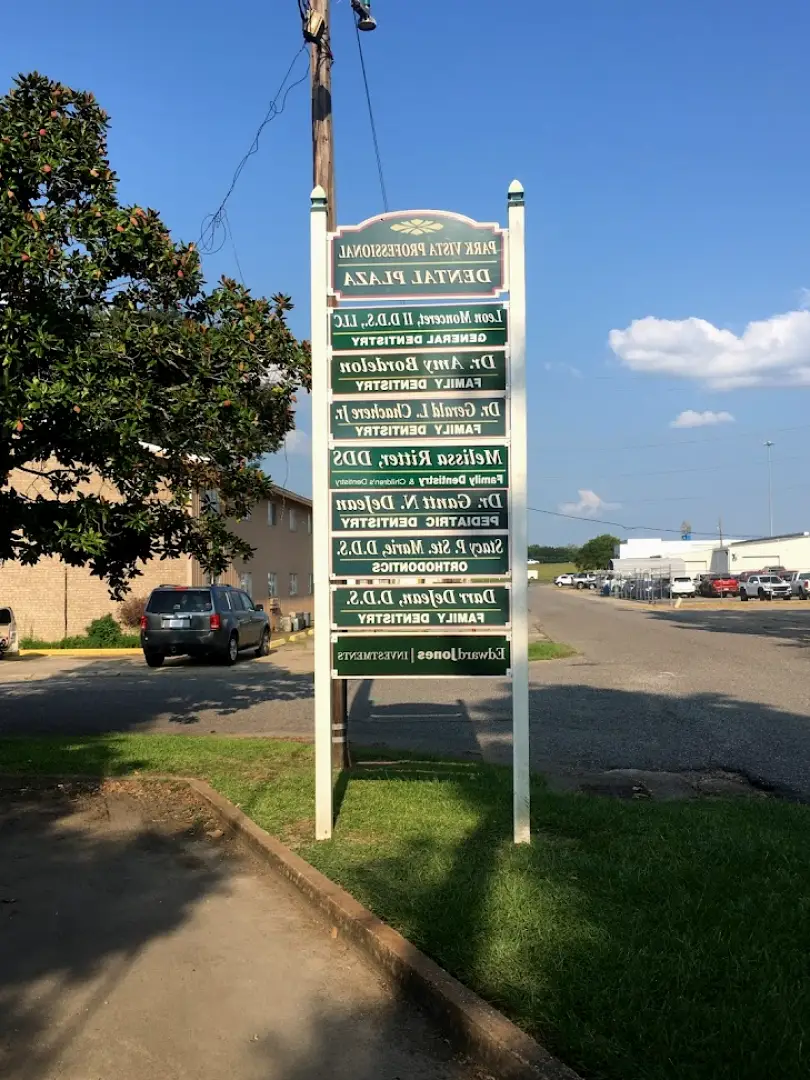 PARK VISTA PROFESSIONAL
DENTAL PLAZA
Leon Monceret, II D.D.S., LLC
GENERAL DENTISTRY
Dr. Amy Bordelon
FAMILY DENTISTRY
Dr. Gerald L. Chachere Jr.
FAMILY DENTISTRY
Melissa Ritter, DDS
Family Dentistry & Children's Dentistry
Dr. Gantt N. DeJean
PEDIATRIC DENTISTRY
Stacy P. Ste. Marie, D.D.S.
ORTHODONTICS
Darr DeJean, D.D.S.
FAMILY DENTISTRY
Edward Jones | INVESTMENTS